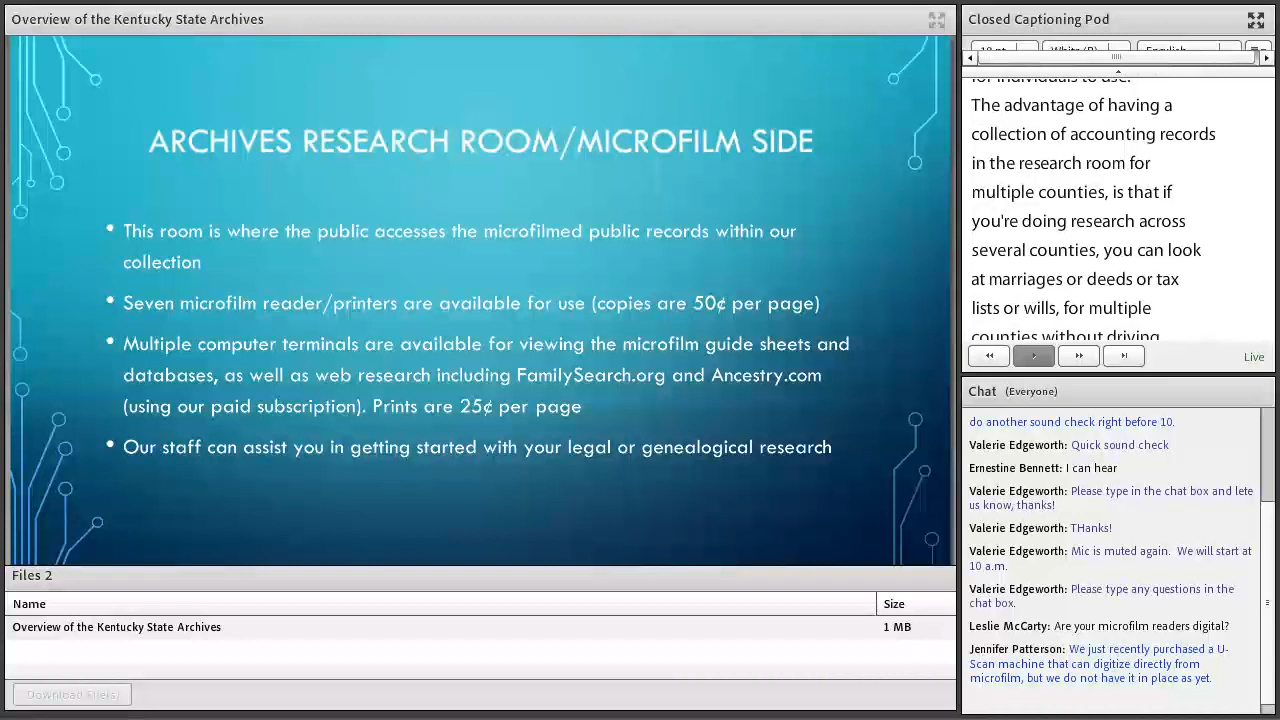 Overview of the Kentucky State Archives
ARCHIVES RESEARCH ROOM/MICROFILM SIDE
• This room is where the public accesses the microfilmed public records within our
collection
• Seven microfilm reader/printers are available for use (copies are 50¢ per page)
• Multiple computer terminals are available for viewing the microfilm guide sheets and
databases, as well as web research including FamilySearch.org and Ancestry.com
(using our paid subscription). Prints are 25¢ per page
• Our staff can assist you in getting started with your legal or genealogical research
Files 2
Name Size
Overview of the Kentucky State Archives 1 MB
Download File(s)
Closed Captioning Pod
18 pt White (B) English
for individuals to use.
The advantage of having a
collection of accounting records
in the research room for
multiple counties, is that if
you're doing research across
several counties, you can look
at marriages or deeds or tax
lists or wills, for multiple
counties without driving
Live
Chat (Everyone)
do another sound check right before 10.
Valerie Edgeworth: Quick sound check
Ernestine Bennett: I can hear
Valerie Edgeworth: Please type in the chat box and lete
us know, thanks!
Valerie Edgeworth: THanks!
Valerie Edgeworth: Mic is muted again. We will start at
10 a.m.
Valerie Edgeworth: Please type any questions in the
chat box.
Leslie McCarty: Are your microfilm readers digital?
Jennifer Patterson: We just recently purchased a U-
Scan machine that can digitize directly from
microfilm, but we do not have it in place as yet.